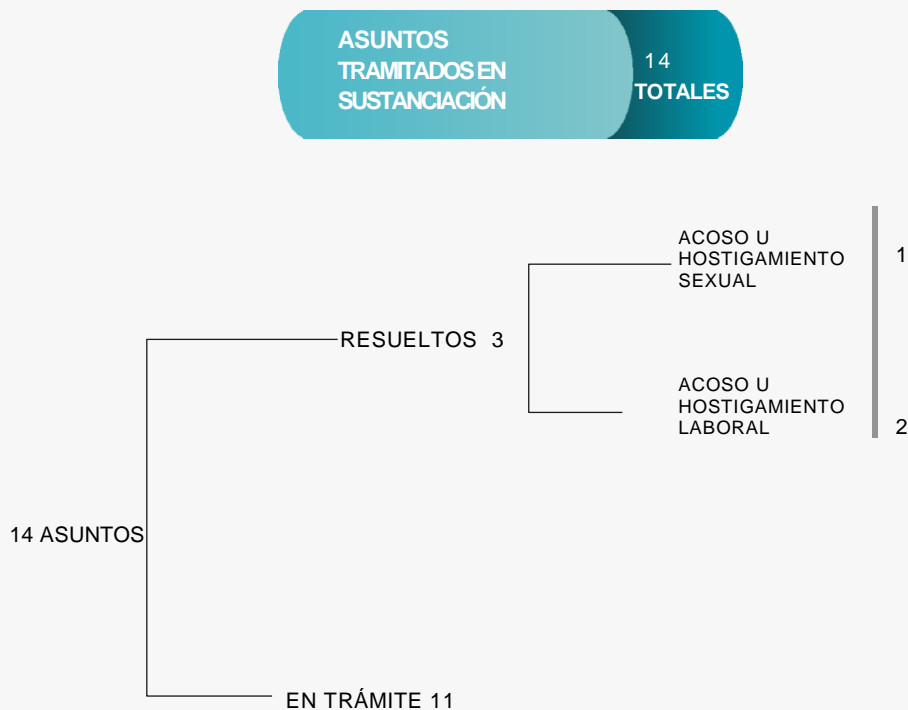 ASUNTOS
TRAMITADOS EN
SUSTANCIACIÓN
14
TOTALES
ACOSO U
HOSTIGAMIENTO
SEXUAL
1
RESUELTOS 3
ACOSO U
HOSTIGAMIENTO
LABORAL
2
14 ASUNTOS
EN TRÁMITE 11